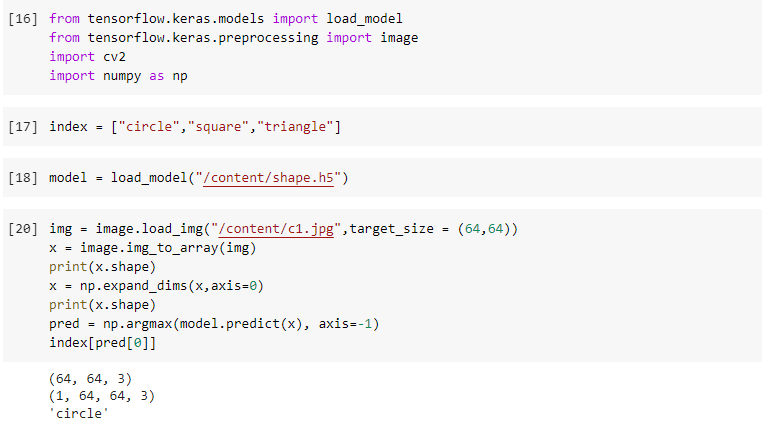 [16] from tensorflow.keras.models import load_model
from tensorflow.keras.preprocessing import image
import cv2
import numpy as np
[17] index = ["circle","square","triangle"]
[18] model = load_model("/content/shape.h5")
[20] img = image.load_img("/content/c1.jpg",target_size = (64,64))
x = image.img_to_array(img)
print(x.shape)
x = np.expand_dims(x,axis=0)
print(x.shape)
pred = np.argmax(model.predict(x), axis=-1)
index[pred[0]]
(64, 64, 3)
(1, 64, 64, 3)
'circle'